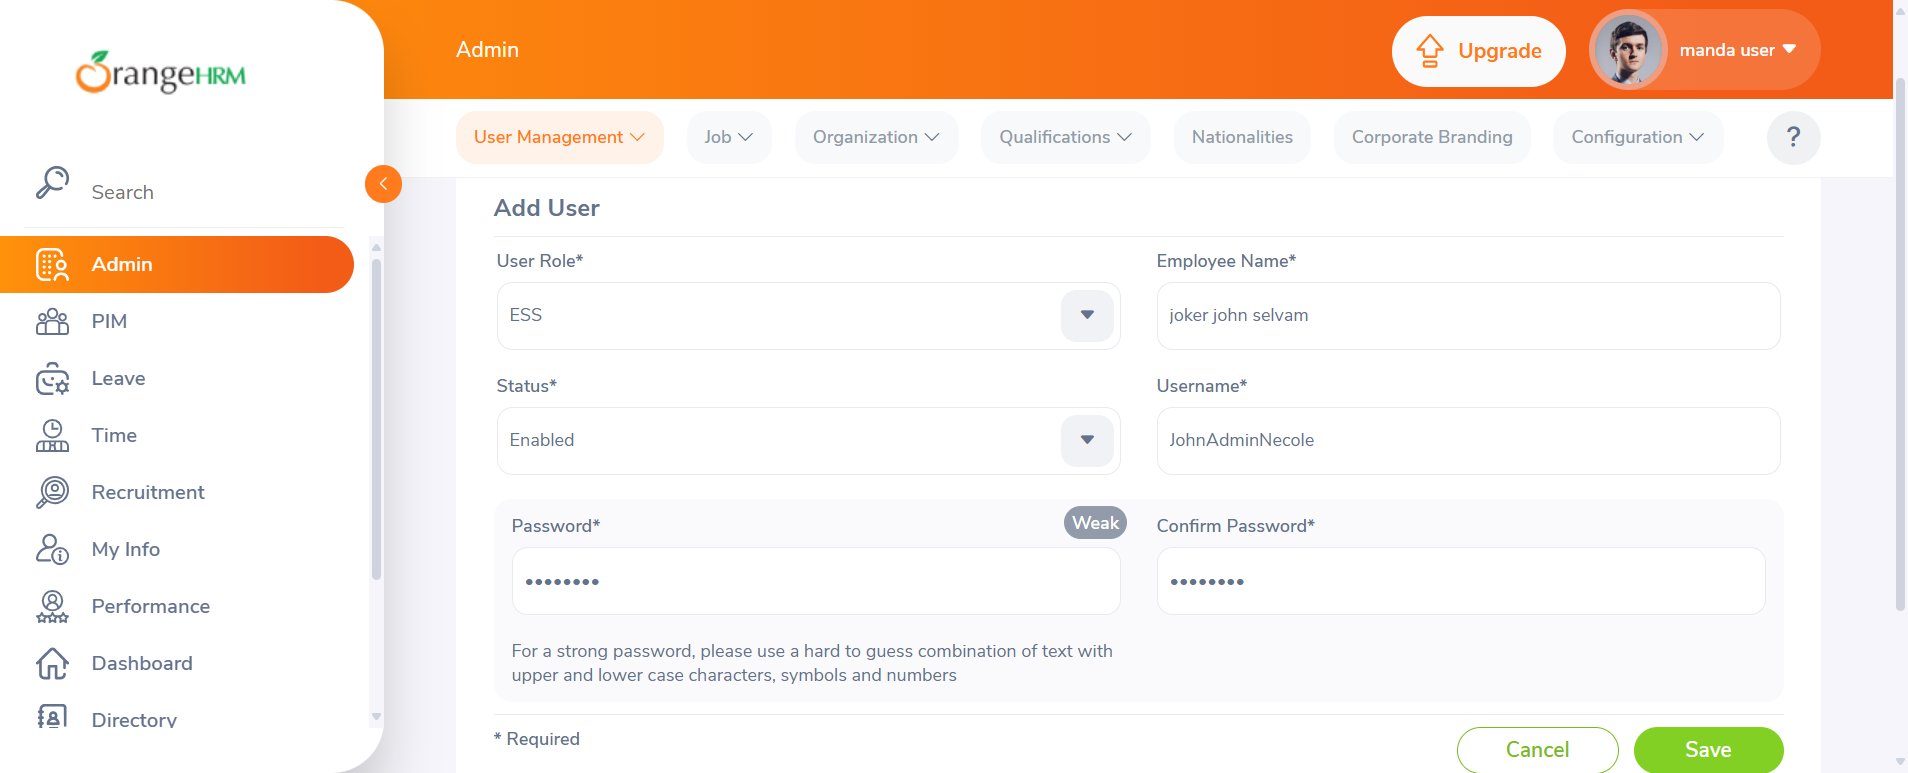 OrangeHRM
Admin
Upgrade
manda user
User Management
Job
Organization
Qualifications
Nationalities
Corporate Branding
Configuration
?
Search
Admin
PIM
Leave
Time
Recruitment
My Info
Performance
Dashboard
Directory
Add User
User Role*
Employee Name*
ESS
joker john selvam
Status*
Username*
Enabled
JohnAdminNecole
Password*
Weak
Confirm Password*
••••••••
••••••••
For a strong password, please use a hard to guess combination of text with
upper and lower case characters, symbols and numbers
* Required
Cancel
Save